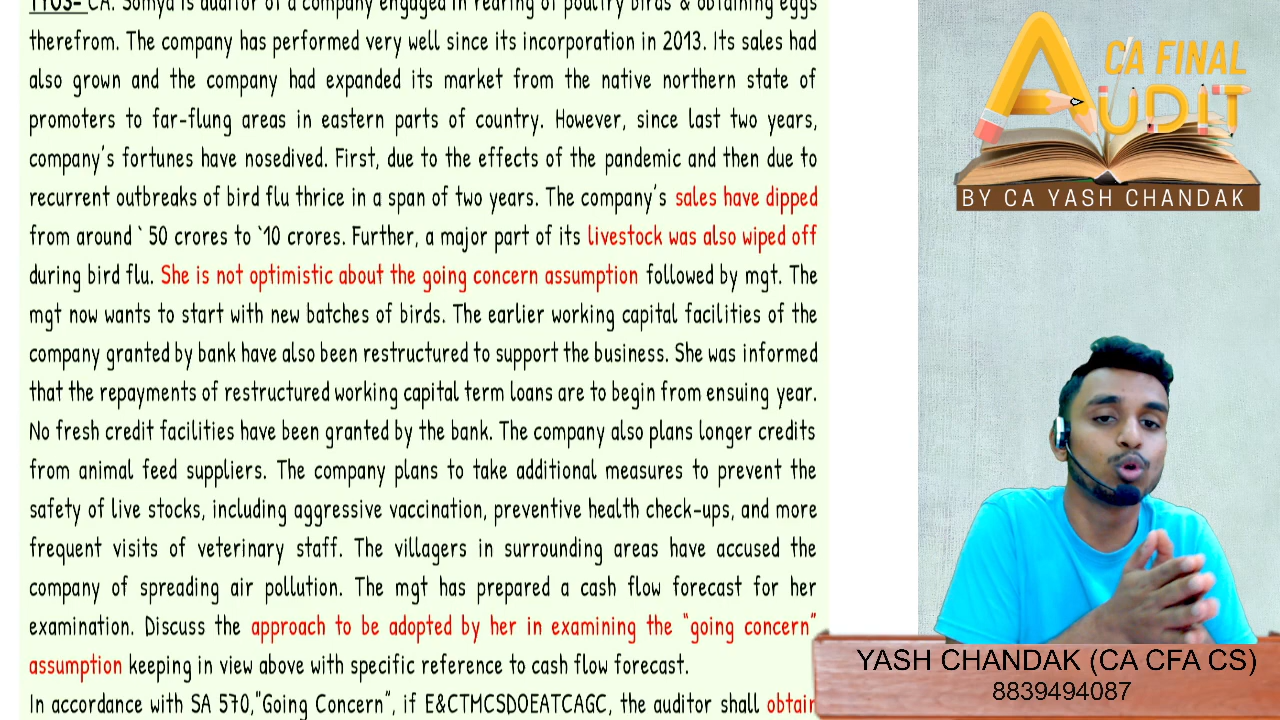 TYOS- CA. Somya is auditor of a company engaged in rearing of poultry birds & obtaining eggs
therefrom. The company has performed very well since its incorporation in 2013. Its sales had
also grown and the company had expanded its market from the native northern state of
promoters to far-flung areas in eastern parts of country. However, since last two years,
company's fortunes have nosedived. First, due to the effects of the pandemic and then due to
recurrent outbreaks of bird flu thrice in a span of two years. The company's sales have dipped
from around ` 50 crores to `10 crores. Further, a major part of its livestock was also wiped off
during bird flu. She is not optimistic about the going concern assumption followed by mgt. The
mgt now wants to start with new batches of birds. The earlier working capital facilities of the
company granted by bank have also been restructured to support the business. She was informed
that the repayments of restructured working capital term loans are to begin from ensuing year.
No fresh credit facilities have been granted by the bank. The company also plans longer credits
from animal feed suppliers. The company plans to take additional measures to prevent the
safety of live stocks, including aggressive vaccination, preventive health check-ups, and more
frequent visits of veterinary staff. The villagers in surrounding areas have accused the
company of spreading air pollution. The mgt has prepared a cash flow forecast for her
examination. Discuss the approach to be adopted by her in examining the "going concern"
assumption keeping in view above with specific reference to cash flow forecast.
In accordance with SA 570,"Going Concern", if E&CTMCSDOEATCAGC, the auditor shall obtain
CA FINAL
AUDIT
BY CA YASH CHANDAK
YASH CHANDAK (CA CFA CS)
8839494087